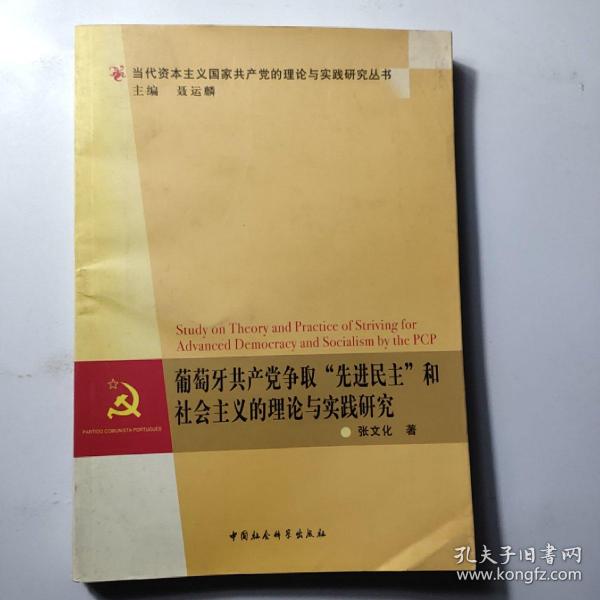 当代资本主义国家共产党的理论与实践研究丛书
主编 聂运麟
Study on Theory and Practice of Striving for
Advanced Democracy and Socialism by the PCP
葡萄牙共产党争取“先进民主”和
社会主义的理论与实践研究
PARTIDO COMUNISTA PORTUGUÊS
张文化 著
中国社会科学出版社
孔夫子旧书网
www.kongfz.com